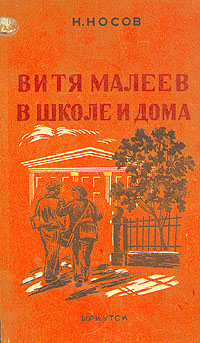 Н. НОСОВ
ВИТЯ МАЛЕЕВ
В ШКОЛЕ И ДОМА
ИРКУТСК